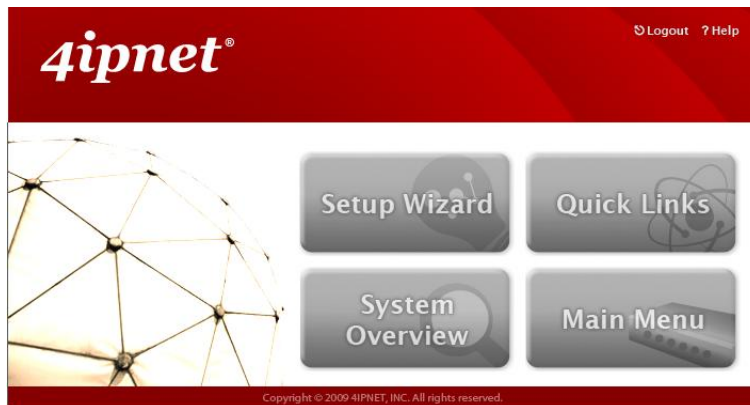 4ipnet®
Logout ? Help
Setup Wizard
Quick Links
System
Overview
Main Menu
Copyright © 2009 4IPNET, INC. All rights reserved.